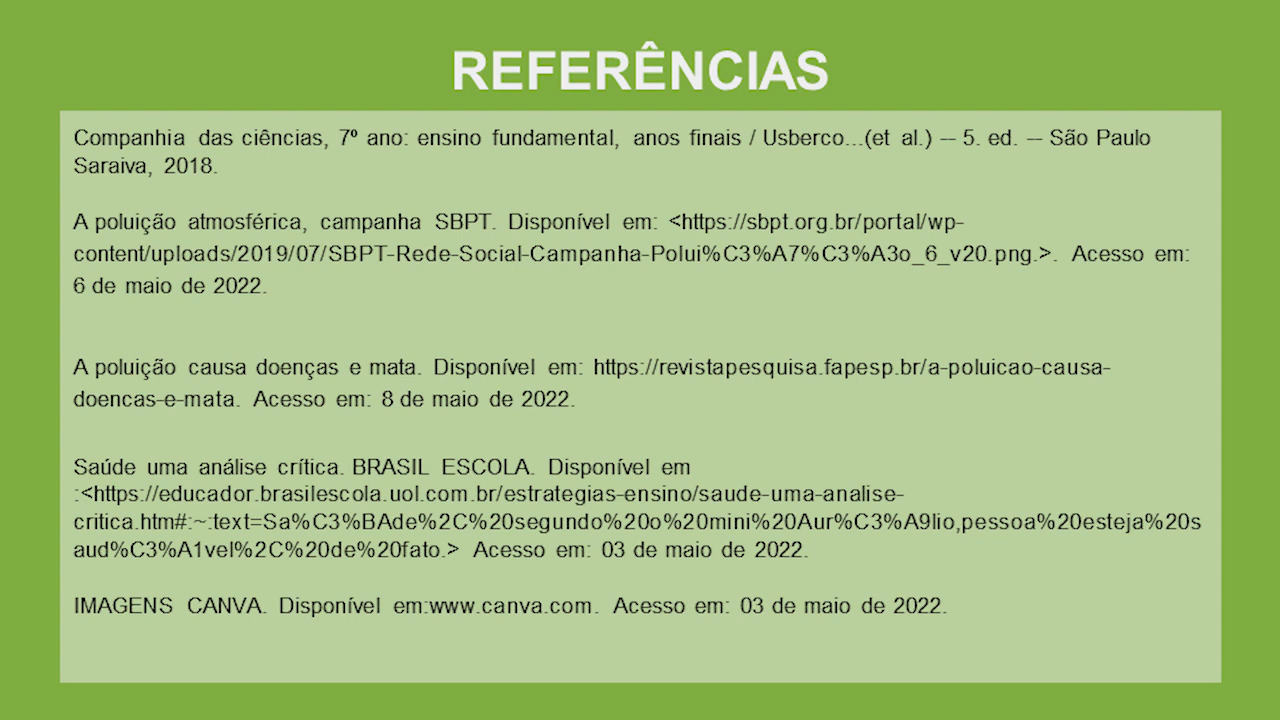 REFERÊNCIAS
Companhia das ciências, 7º ano: ensino fundamental, anos finais / Usberco...(et al.) -- 5. ed. -- São Paulo
Saraiva, 2018.
A poluição atmosférica, campanha SBPT. Disponível em: <https://sbpt.org.br/portal/wp-
content/uploads/2019/07/SBPT-Rede-Social-Campanha-Polui%C3%A7%C3%A3o_6_v20.png.>. Acesso em:
6 de maio de 2022.
A poluição causa doenças e mata. Disponível em: https://revistapesquisa.fapesp.br/a-poluicao-causa-
doencas-e-mata. Acesso em: 8 de maio de 2022.
Saúde uma análise crítica. BRASIL ESCOLA. Disponível em
:<https://educador.brasilescola.uol.com.br/estrategias-ensino/saude-uma-analise-
critica.htm#:~:text=Sa%C3%BAde%2C%20segundo%20o%20mini%20Aur%C3%A9lio,pessoa%20esteja%20s
aud%C3%A1vel%2C%20de%20fato.> Acesso em: 03 de maio de 2022.
IMAGENS CANVA. Disponível em:www.canva.com. Acesso em: 03 de maio de 2022.